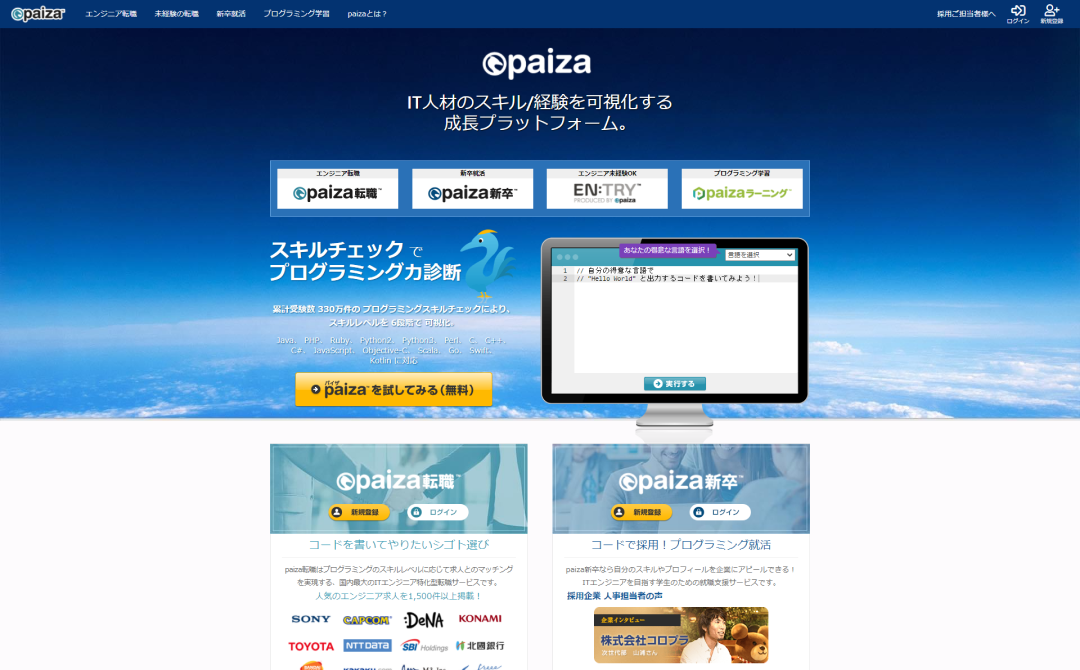 paiza
エンジニア転職 未経験の転職 新卒就活 プログラミング学習 paizaとは？ 採用ご担当者様へ ログイン 新規登録
paiza
IT人材のスキル/経験を可視化する
成長プラットフォーム。
エンジニア転職 新卒就活 エンジニア未経験OK プログラミング学習
paiza転職 paiza新卒 EN:TRY paizaラーニング
PRODUCED BY paiza
スキルチェックで
プログラミング力診断
累計受験数 330万件の プログラミングスキルチェックにより、
スキルレベルを 6段階で 可視化。
Java、 PHP、 Ruby、 Python2、 Python3、 Perl、 C、 C++、
C#、 JavaScript、 Objective-C、 Scala、 Go、 Swift、
Kotlin に対応
パイザ
paizaを試してみる（無料）
あなたの得意な言語を選択！ 言語を選択
1 // 自分の得意な言語で
2 // "Hello World" と出力するコードを書いてみよう！
実行する
paiza転職
新規登録 ログイン
コードを書いてやりたいシゴト選び
paiza転職はプログラミングのスキルレベルに応じて求人とのマッチング
を実現する、国内最大のITエンジニア特化型転職サービスです。
人気のエンジニア求人を1,500件以上掲載！
SONY CAPCOM :DeNA KONAMI
TOYOTA NTT DATA SBI Holdings 北國銀行
paiza新卒
新規登録 ログイン
コードで採用！プログラミング就活
paiza新卒なら自分のスキルやプロフィールを企業にアピールできる！
ITエンジニアを目指す学生のための就職支援サービスです。
採用企業 人事担当者の声
企業インタビュー
株式会社コロプラ